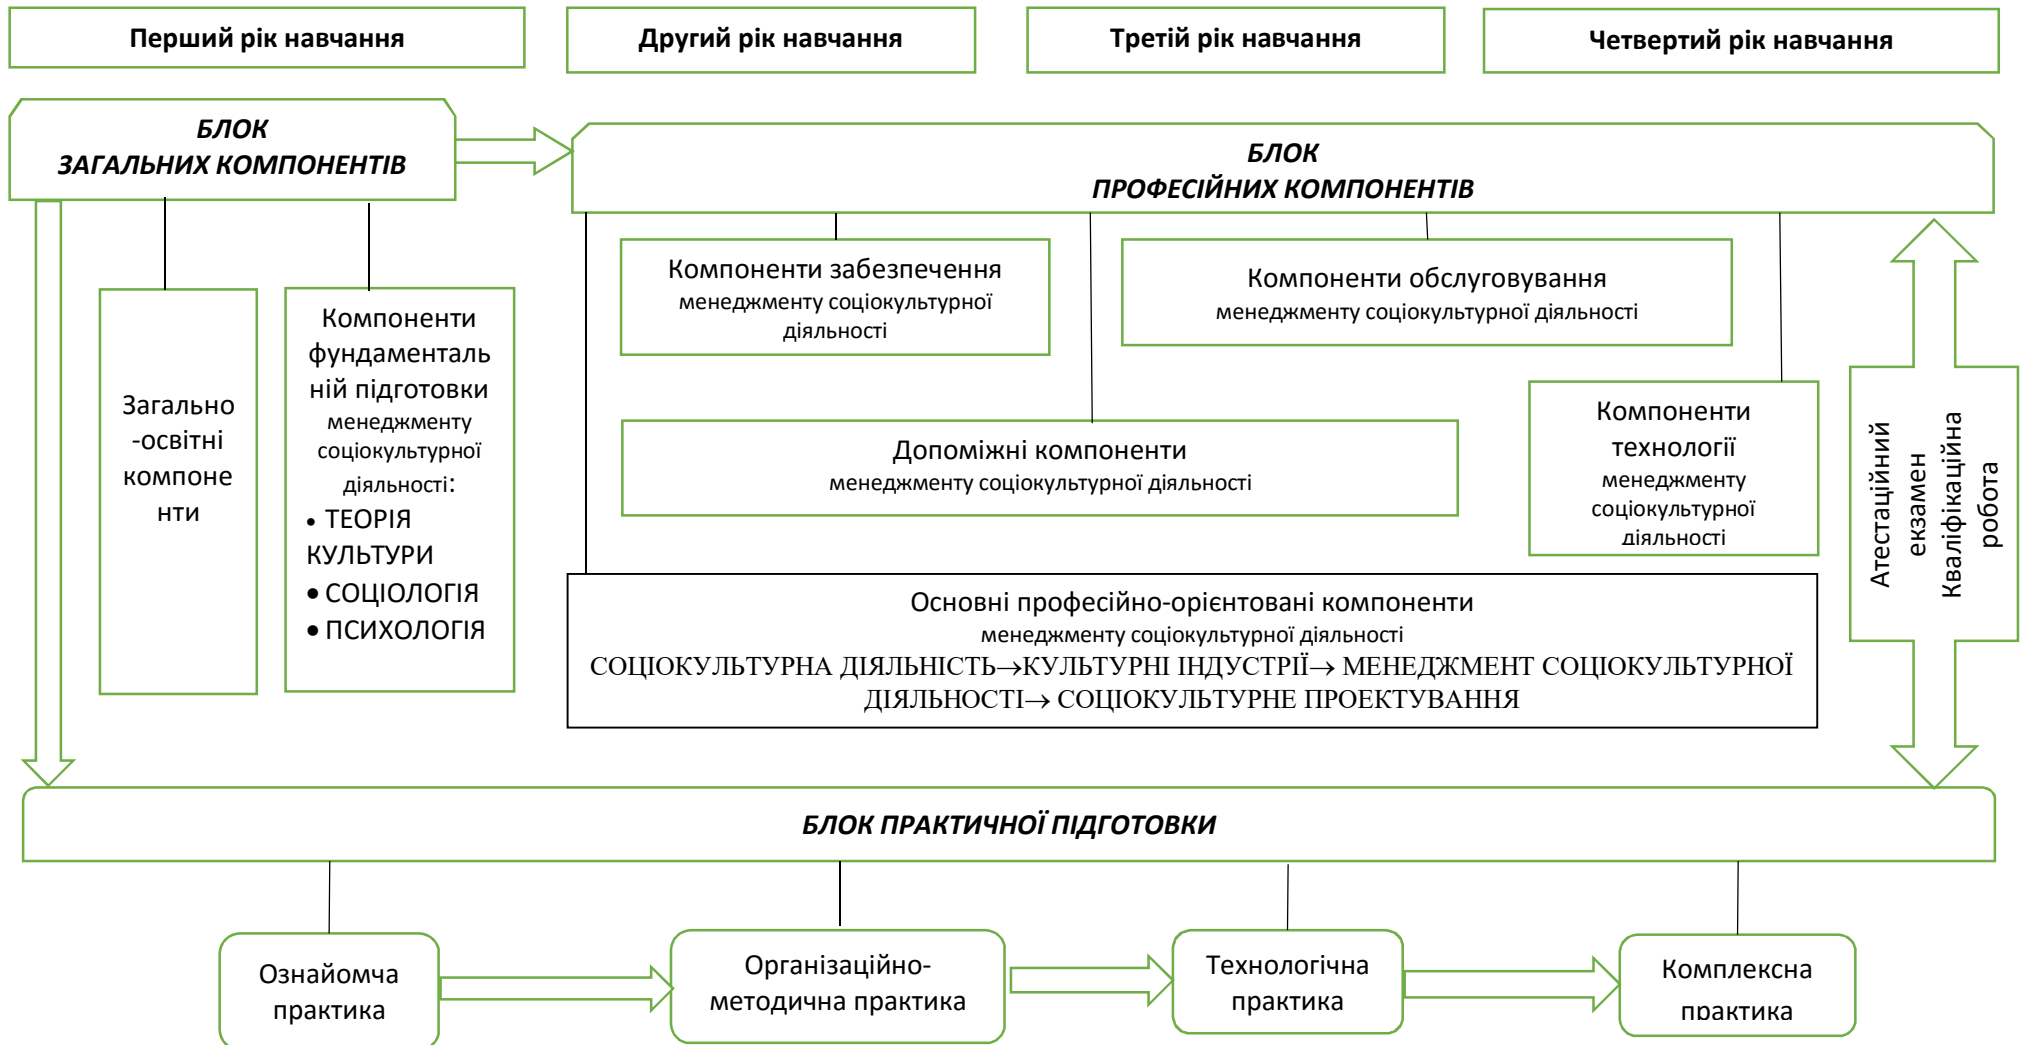 Перший рік навчання
Другий рік навчання
Третій рік навчання
Четвертий рік навчання
БЛОК
ЗАГАЛЬНИХ КОМПОНЕНТІВ
БЛОК
ПРОФЕСІЙНИХ КОМПОНЕНТІВ
Загально
-освітні
компоне
нти
Компоненти
фундаменталь
ній підготовки
менеджменту
соціокультурної
діяльності:
• ТЕОРІЯ
КУЛЬТУРИ
• СОЦІОЛОГІЯ
• ПСИХОЛОГІЯ
Компоненти забезпечення
менеджменту соціокультурної
діяльності
Компоненти обслуговування
менеджменту соціокультурної діяльності
Допоміжні компоненти
менеджменту соціокультурної діяльності
Компоненти
технології
менеджменту
соціокультурної
діяльності
Основні професійно-орієнтовані компоненти
менеджменту соціокультурної діяльності
СОЦІОКУЛЬТУРНА ДІЯЛЬНІСТЬ→КУЛЬТУРНІ ІНДУСТРІЇ→ МЕНЕДЖМЕНТ СОЦІОКУЛЬТУРНОЇ
ДІЯЛЬНОСТІ→ СОЦІОКУЛЬТУРНЕ ПРОЕКТУВАННЯ
Атестаційний
екзамен
Кваліфікаційна
робота
БЛОК ПРАКТИЧНОЇ ПІДГОТОВКИ
Ознайомча
практика
Організаційно-
методична практика
Технологічна
практика
Комплексна
практика